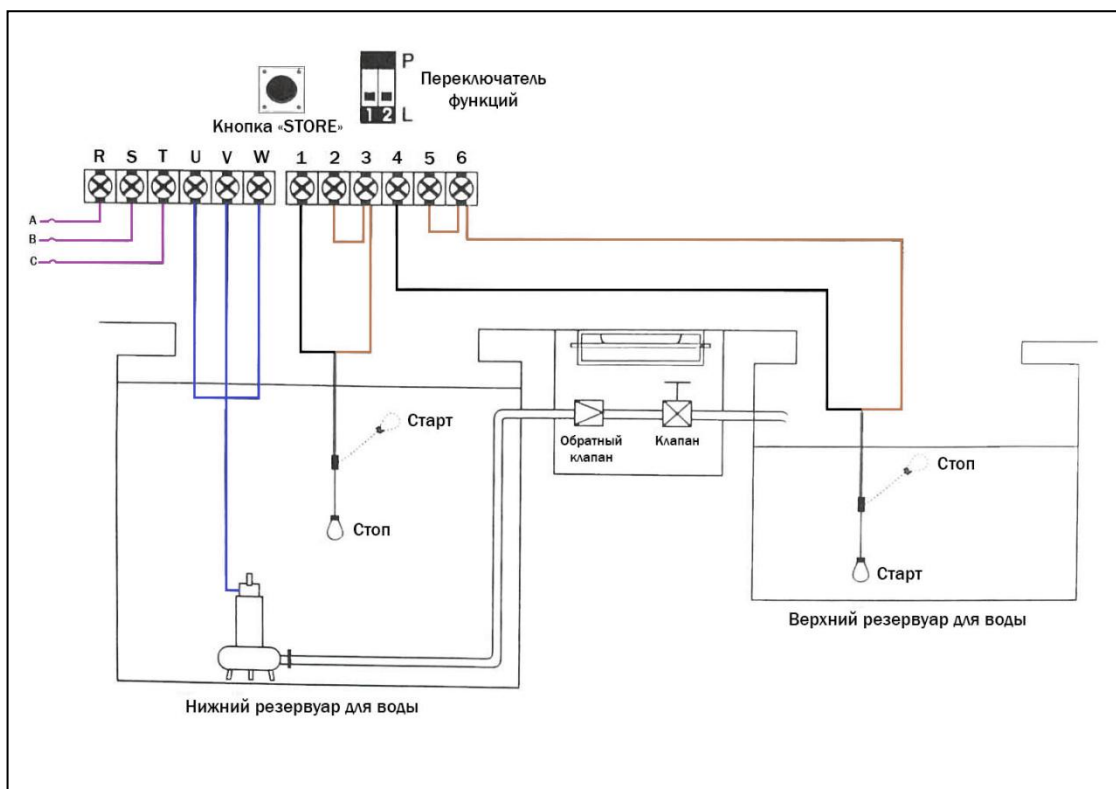 P
Переключатель
функций
1 2 L
Кнопка «STORE»
R S T U V W 1 2 3 4 5 6
A
B
C
Старт
Стоп
Обратный
клапан
Клапан
Стоп
Старт
Верхний резервуар для воды
Нижний резервуар для воды